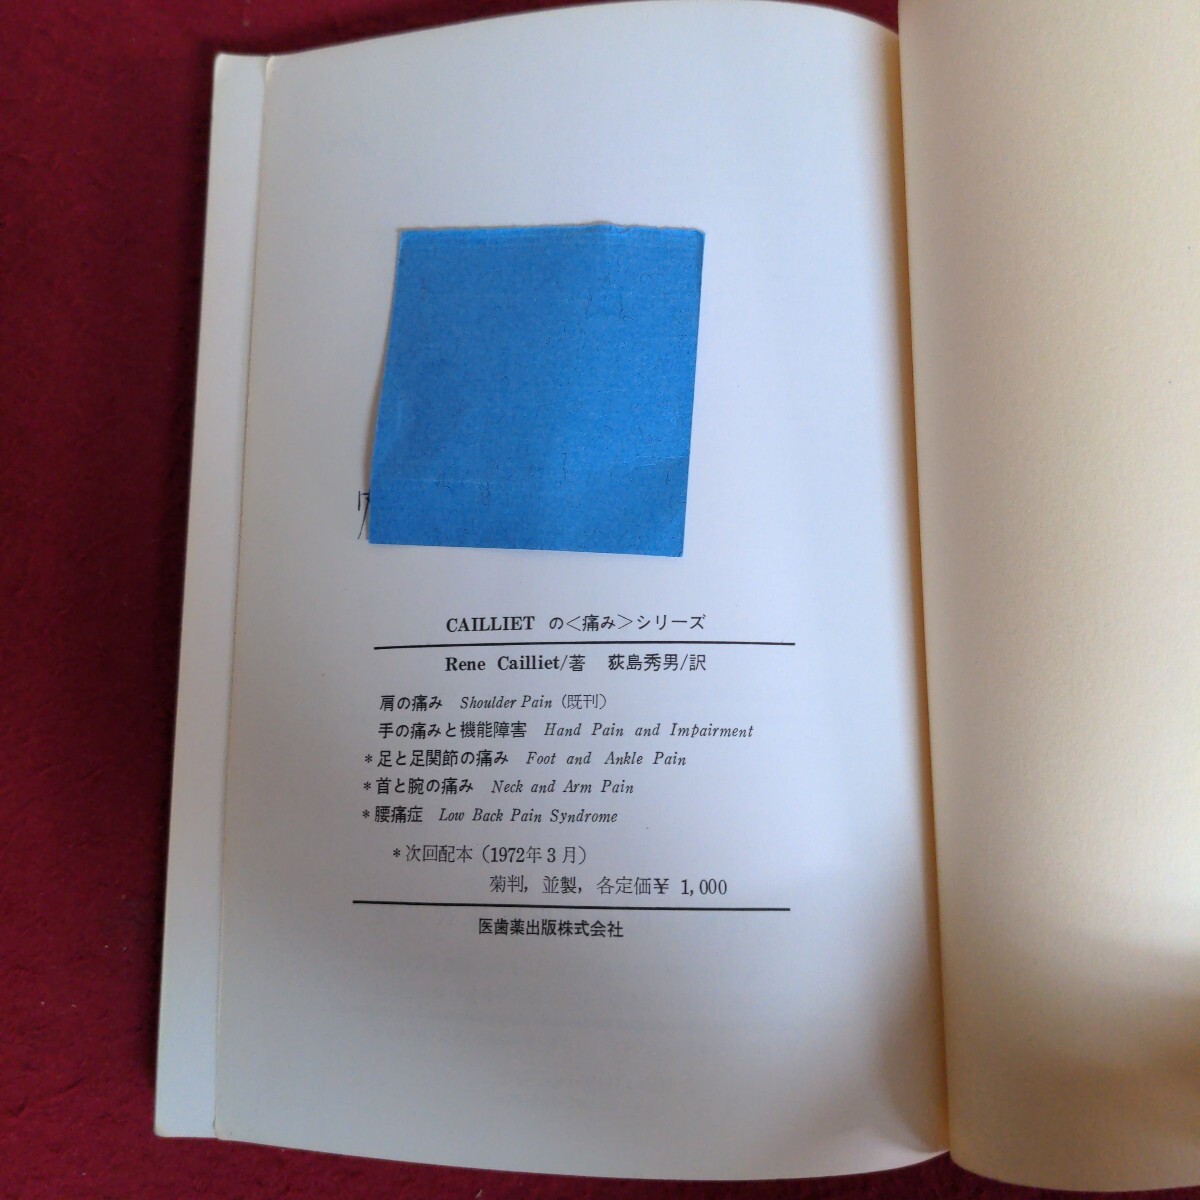 CAILLIET の<痛み>シリーズ
Rene Cailliet/著 荻島秀男/訳
肩の痛み Shoulder Pain (既刊)
手の痛みと機能障害 Hand Pain and Impairment
*足と足関節の痛み Foot and Ankle Pain
*首と腕の痛み Neck and Arm Pain
*腰痛症 Low Back Pain Syndrome
*次回配本 (1972年3月)
菊判, 並製, 各定価¥ 1,000
医歯薬出版株式会社